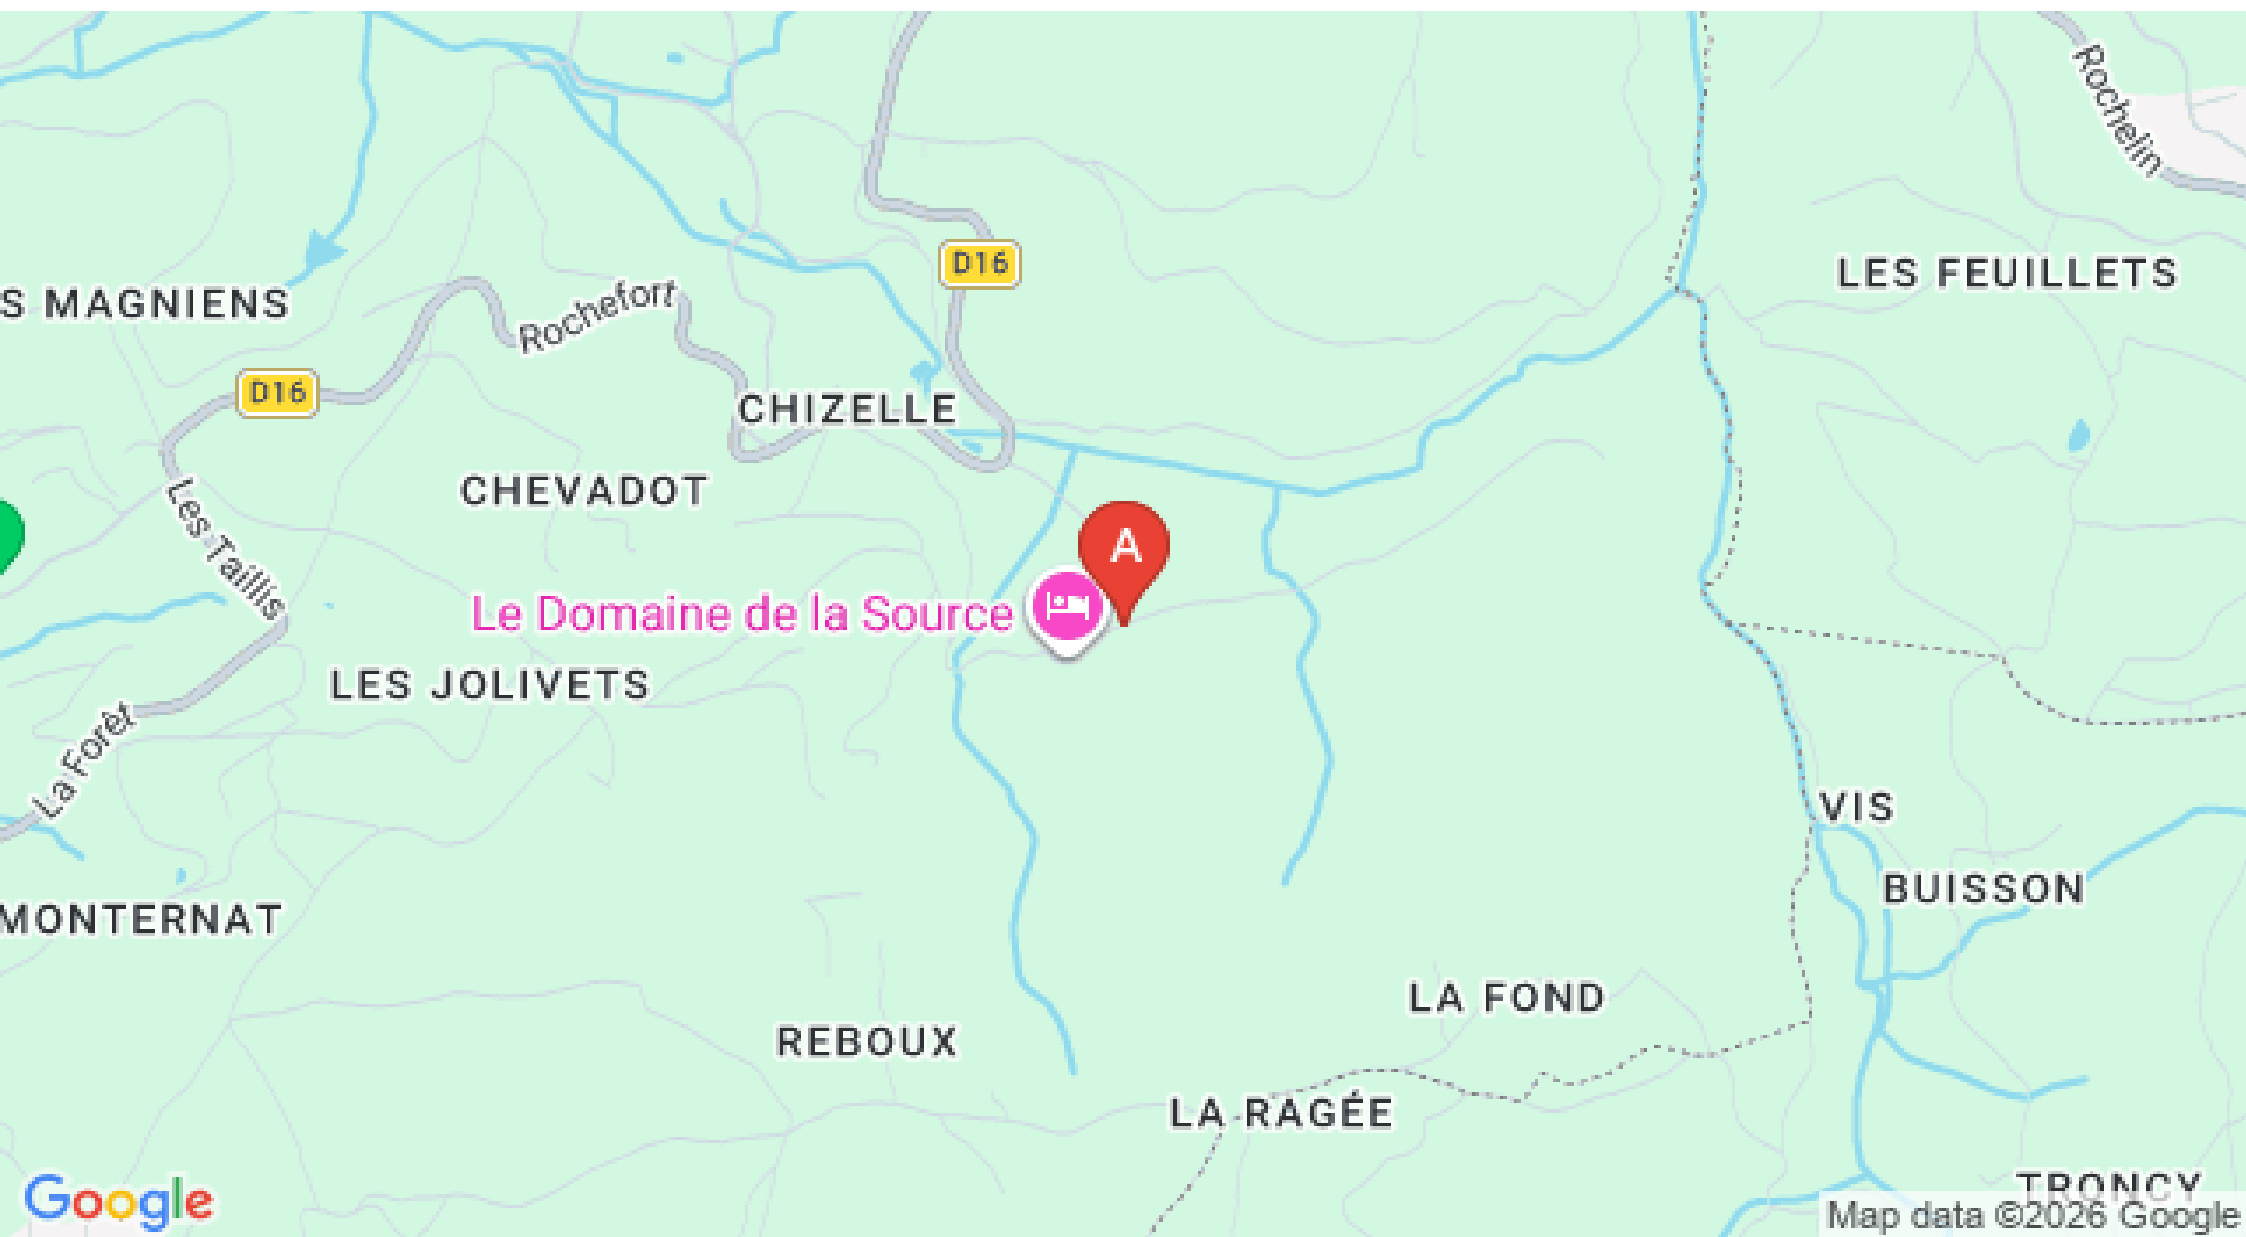 Rochelin
D16
LES FEUILLETS
S MAGNIENS
Rochefort
D16
CHIZELLE
CHEVADOT
Les Taillis
A
Le Domaine de la Source
LES JOLIVETS
La Forêt
VIS
BUISSON
MONTERNAT
LA FOND
REBOUX
LA RAGÉE
TRONCY
Google
Map data ©2026 Google